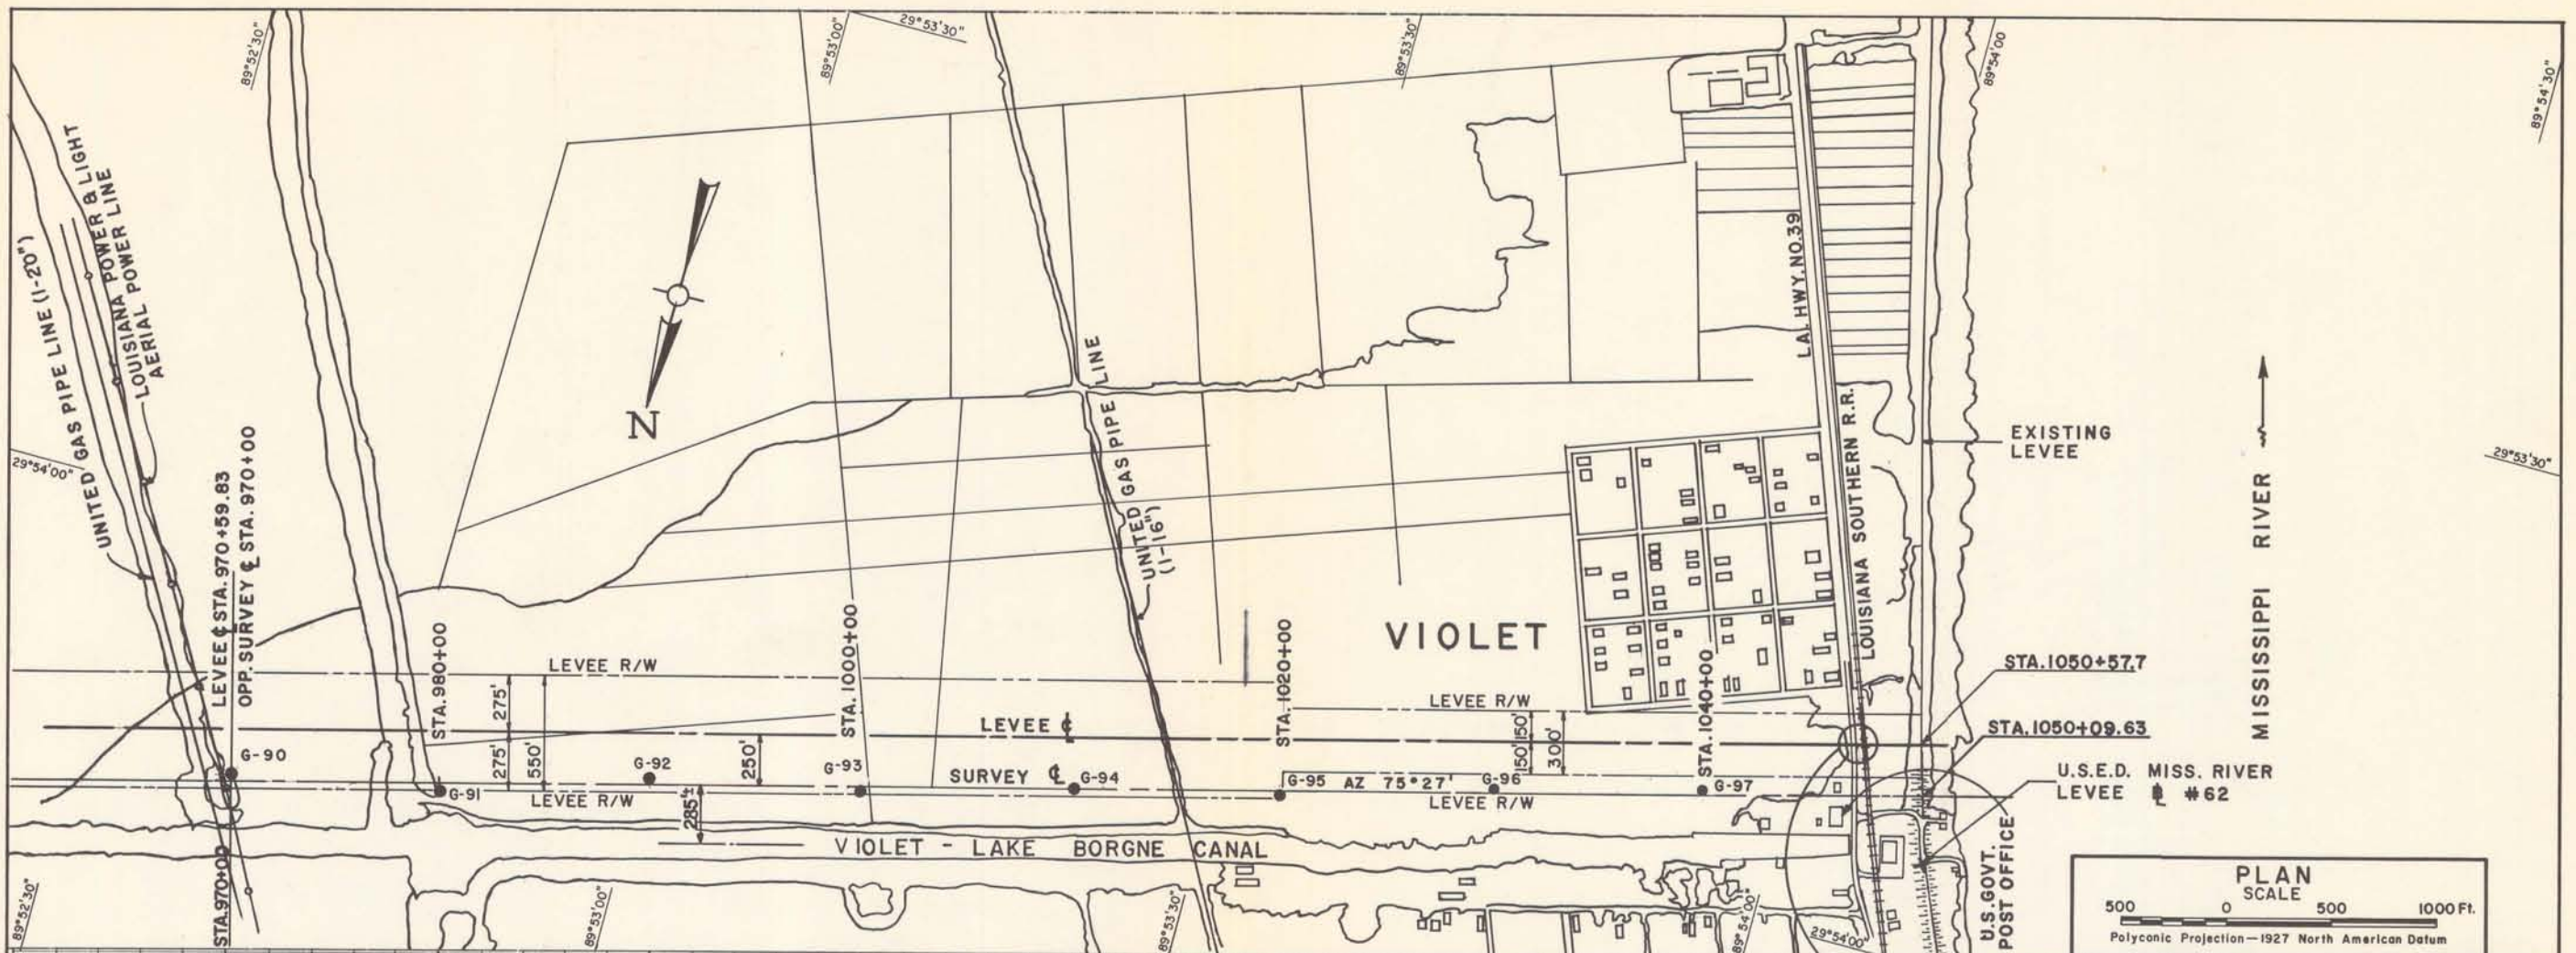 89°52'30"
89°53'00"
29°53'30"
89°53'30"
89°54'00
89°54'30"
UNITED GAS PIPE LINE (1-20")
LOUISIANA POWER & LIGHT
AERIAL POWER LINE
N
29°54'00"
LEVEE ℄ STA. 970+59.83
OPP. SURVEY ℄ STA. 970+00
UNITED GAS PIPE LINE
(1-16")
LA. HWY. NO. 39
LOUISIANA SOUTHERN R.R.
EXISTING
LEVEE
MISSISSIPPI RIVER
29°53'30"
VIOLET
STA. 980+00
STA. 1000+00
STA. 1020+00
STA. 1040+00
LEVEE R/W
LEVEE R/W
275'
275'
550'
250'
LEVEE ℄
150'
150'
300'
STA. 1050+57.7
STA. 1050+09.63
G-90
G-91
G-92
G-93
SURVEY ℄
G-94
G-95 AZ 75°27'
G-96
G-97
LEVEE R/W
LEVEE R/W
285'±
U.S.E.D. MISS. RIVER
LEVEE ⅊ #62
VIOLET - LAKE BORGNE CANAL
STA. 970+00
U.S. GOVT.
POST OFFICE
89°52'30"
89°53'00"
89°53'30"
89°54'00"
29°54'00"
PLAN
SCALE
500 0 500 1000 Ft.
Polyconic Projection—1927 North American Datum